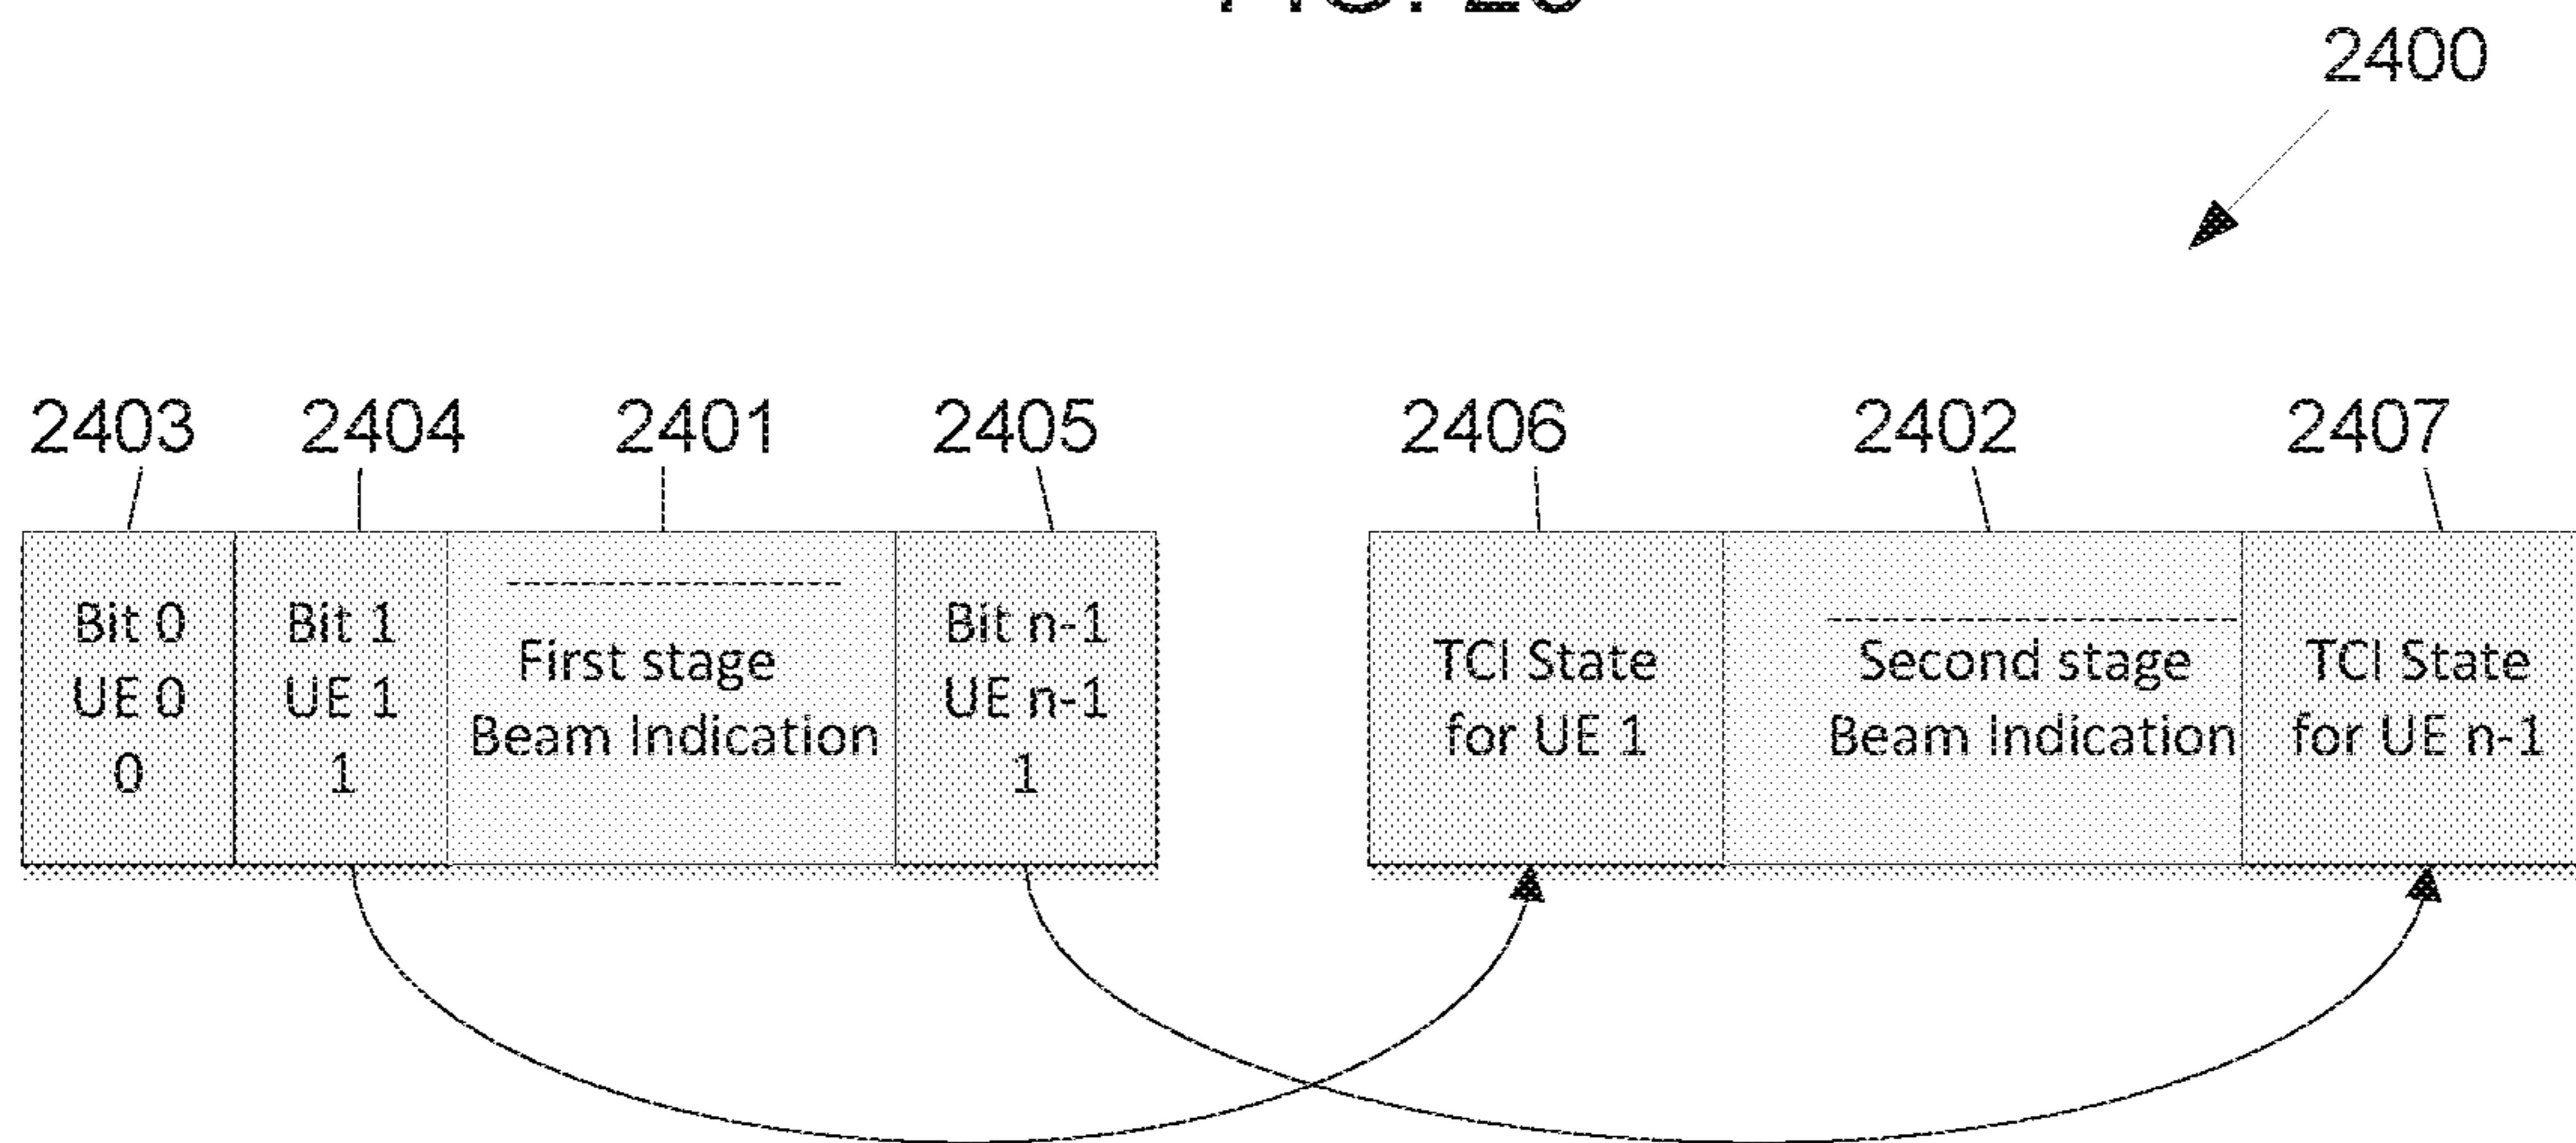 2400
2403 2404 2401 2405 2406 2402 2407
Bit 0
UE 0
0
Bit 1
UE 1
1
First stage
Beam Indication
Bit n-1
UE n-1
1
TCI State
for UE 1
Second stage
Beam Indication
TCI State
for UE n-1